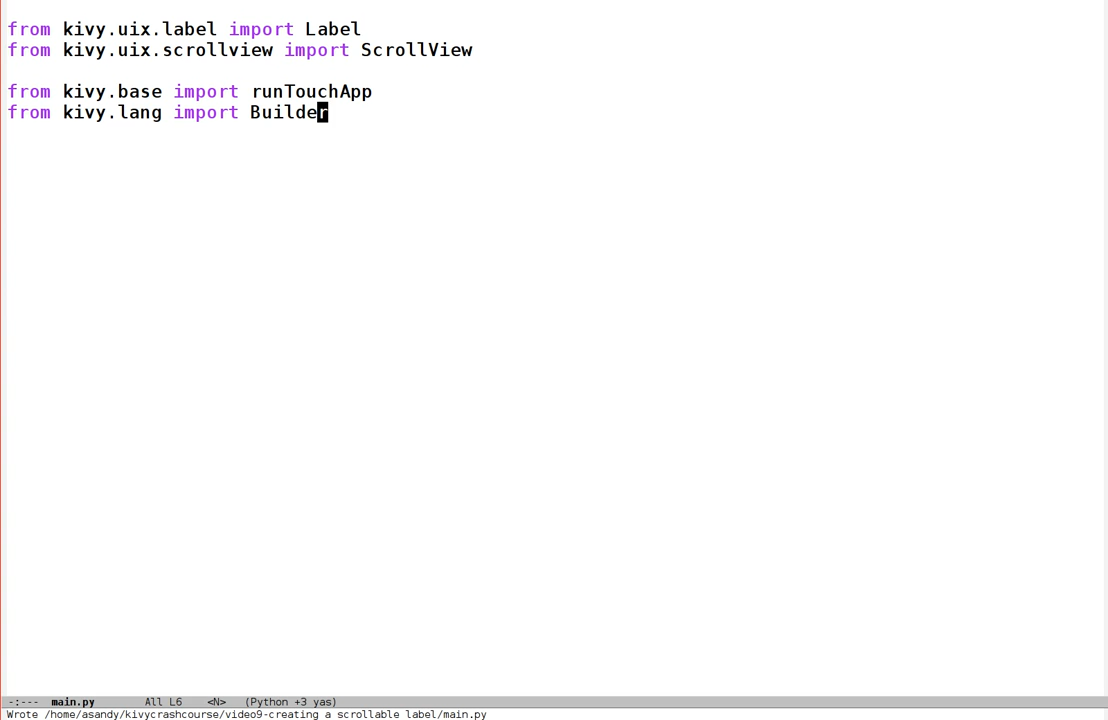 from kivy.uix.label import Label
from kivy.uix.scrollview import ScrollView
from kivy.base import runTouchApp
from kivy.lang import Builder
-:--- main.py All L6 <N> (Python +3 yas)
Wrote /home/asandy/kivycrashcourse/video9-creating a scrollable label/main.py